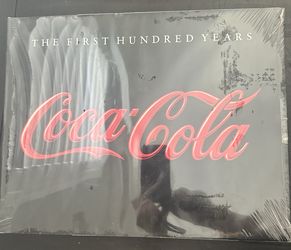 THE FIRST HUNDRED YEARS
Coca-Cola